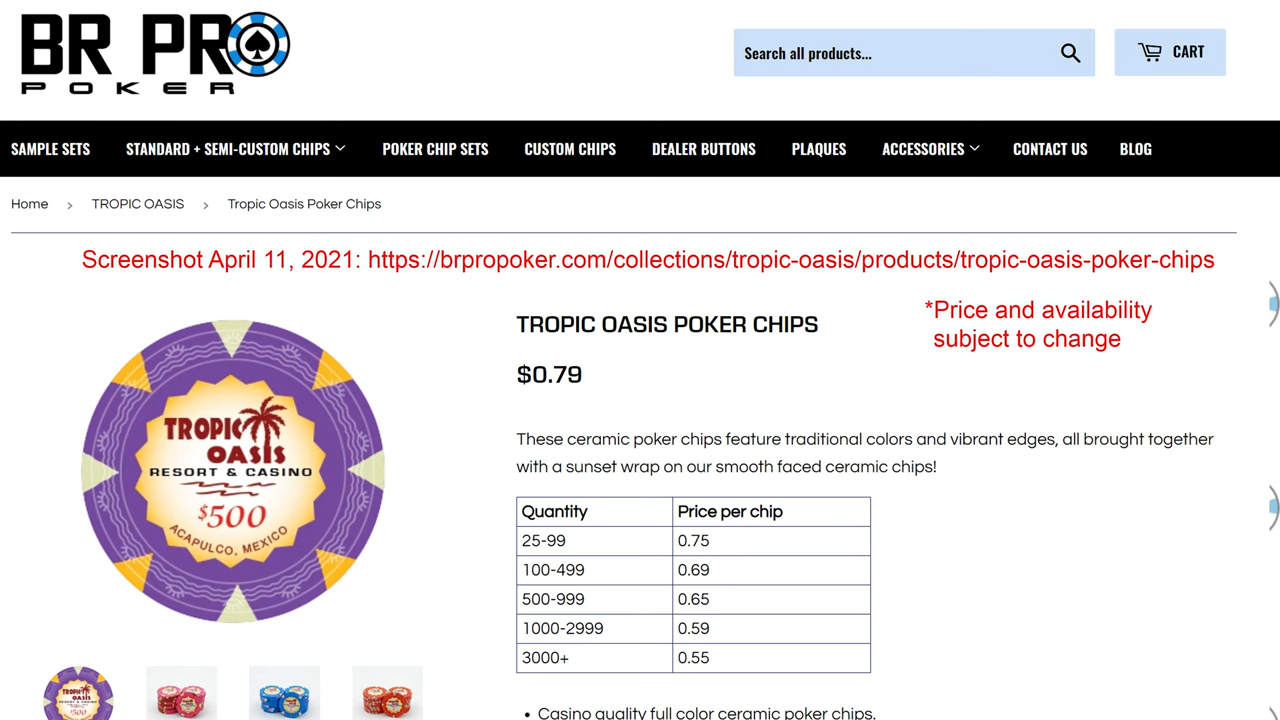 BR PRO
POKER
Search all products...
CART
SAMPLE SETS
STANDARD + SEMI-CUSTOM CHIPS
POKER CHIP SETS
CUSTOM CHIPS
DEALER BUTTONS
PLAQUES
ACCESSORIES
CONTACT US
BLOG
Home > TROPIC OASIS > Tropic Oasis Poker Chips
Screenshot April 11, 2021: https://brpropoker.com/collections/tropic-oasis/products/tropic-oasis-poker-chips
*Price and availability
subject to change
TROPIC OASIS POKER CHIPS
$0.79
These ceramic poker chips feature traditional colors and vibrant edges, all brought together
with a sunset wrap on our smooth faced ceramic chips!
Quantity Price per chip
25-99 0.75
100-499 0.69
500-999 0.65
1000-2999 0.59
3000+ 0.55
• Casino quality full color ceramic poker chips.
TROPIC
OASIS
RESORT & CASINO
$500
ACAPULCO, MEXICO
TROPIC
OASIS
$500